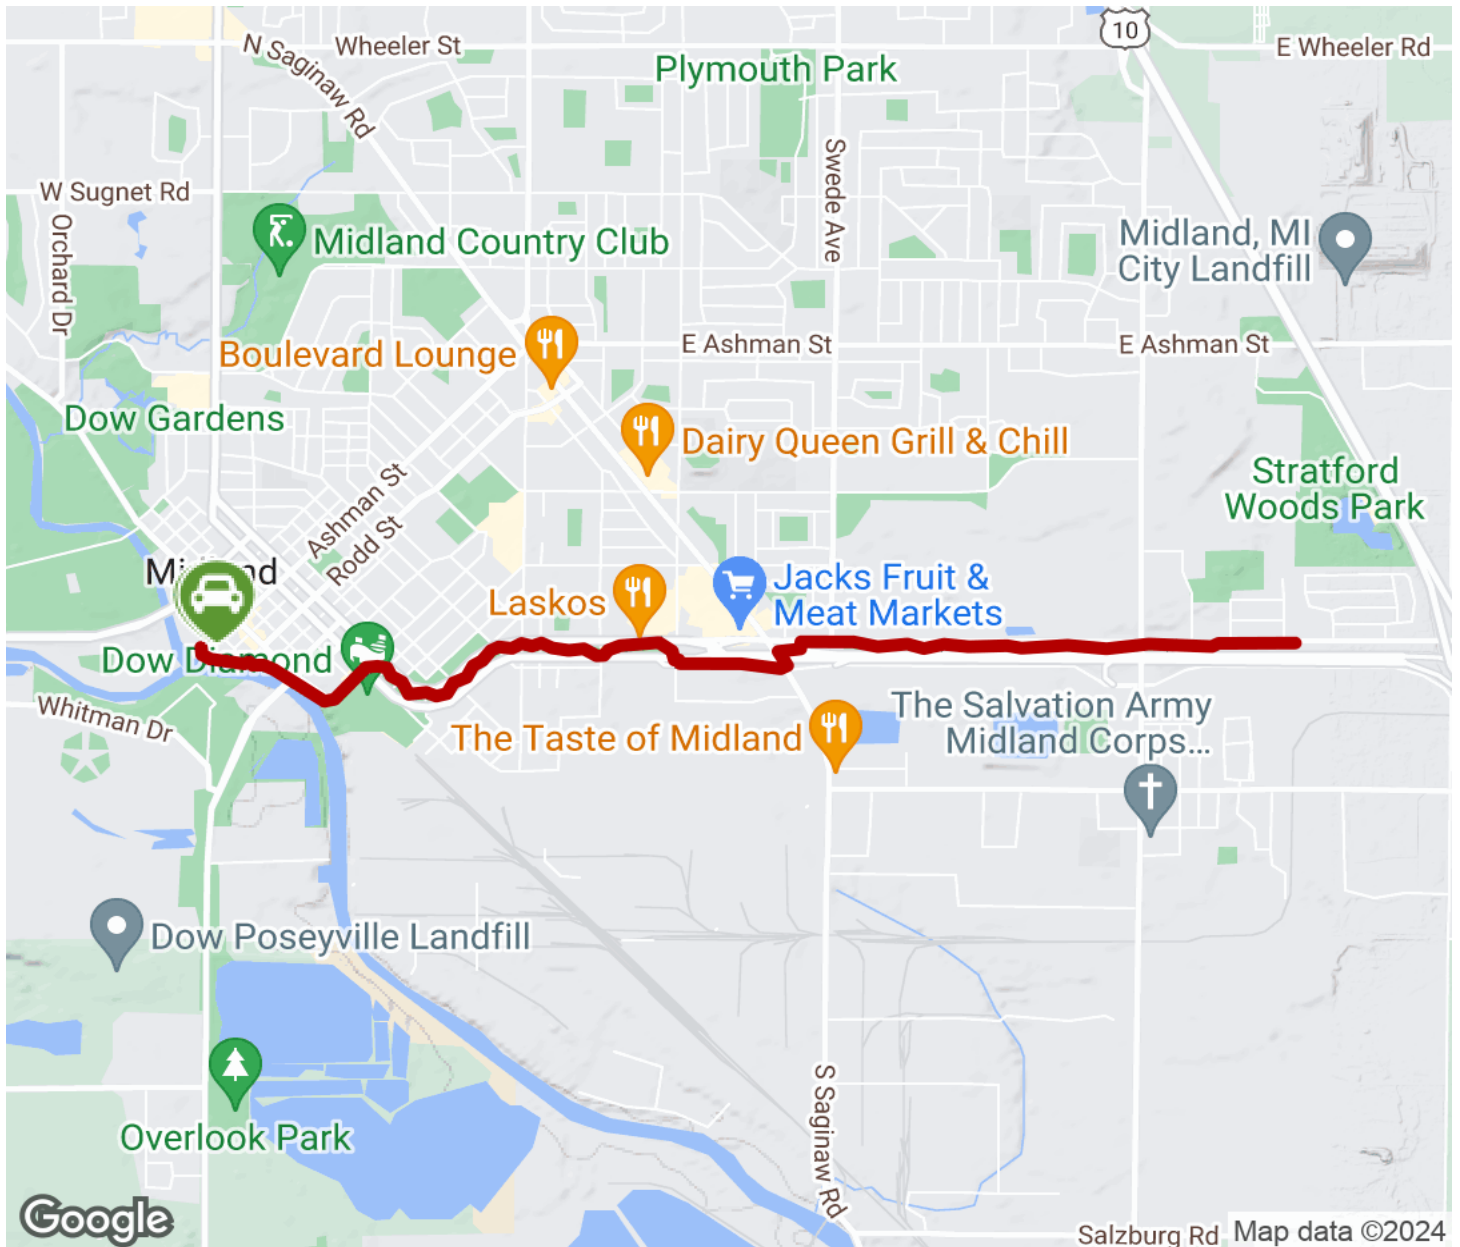 10
Wheeler St
E Wheeler Rd
N Saginaw Rd
Plymouth Park
Swede Ave
W Sugnet Rd
Orchard Dr
Midland Country Club
Midland, MI
City Landfill
Boulevard Lounge
E Ashman St
E Ashman St
Dow Gardens
Dairy Queen Grill & Chill
Ashman St
Rodd St
Stratford
Woods Park
Laskos
Jacks Fruit &
Meat Markets
Dow Diamond
Whitman Dr
The Taste of Midland
The Salvation Army
Midland Corps...
Dow Poseyville Landfill
Overlook Park
S Saginaw Rd
Salzburg Rd
Google
Map data ©2024